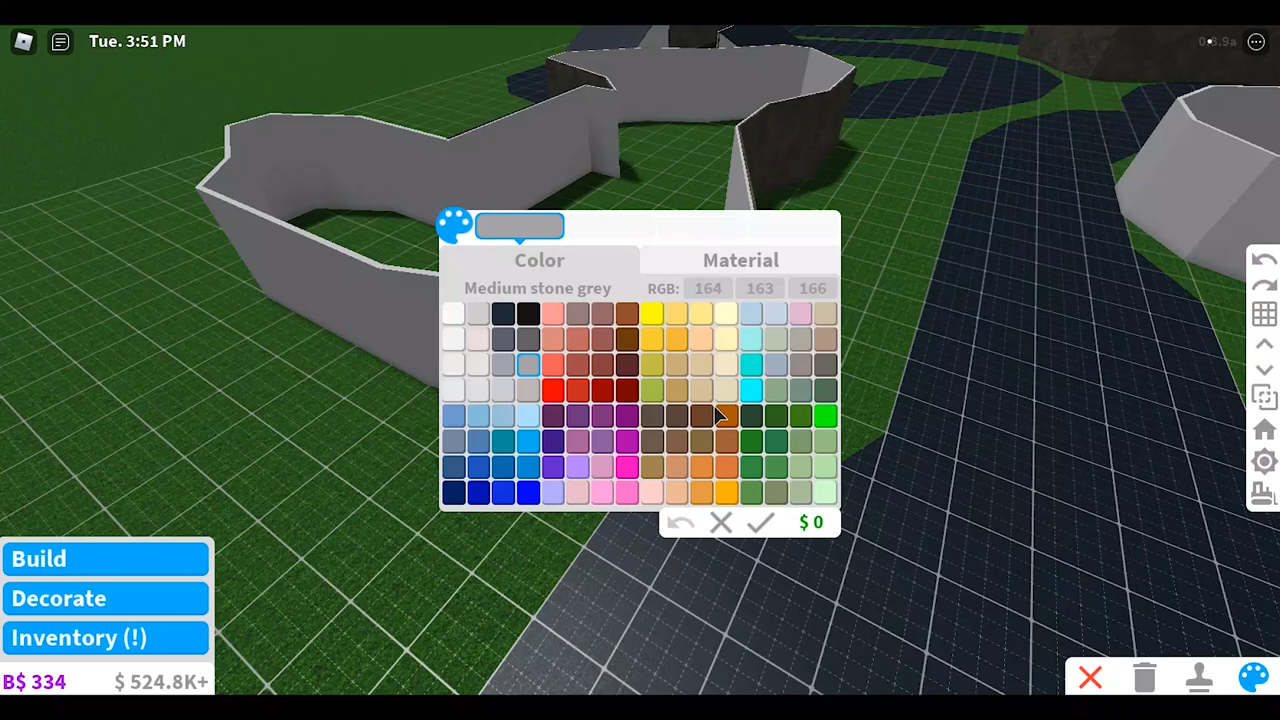 Tue. 3:51 PM
Color
Material
Medium stone grey
RGB: 164 163 166
$ 0
Build
Decorate
Inventory (!)
B$ 334 $ 524.8K+